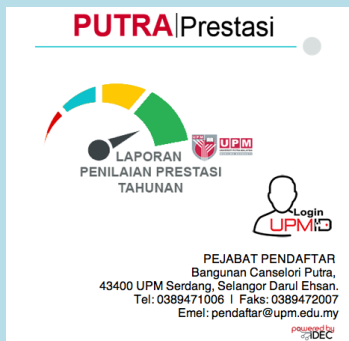 PUTRA|Prestasi
UPM
LAPORAN
PENILAIAN PRESTASI
TAHUNAN
Login
UPMID
PEJABAT PENDAFTAR
Bangunan Canselori Putra,
43400 UPM Serdang, Selangor Darul Ehsan.
Tel: 0389471006 | Faks: 0389472007
Emel: pendaftar@upm.edu.my
powered by
iDEC